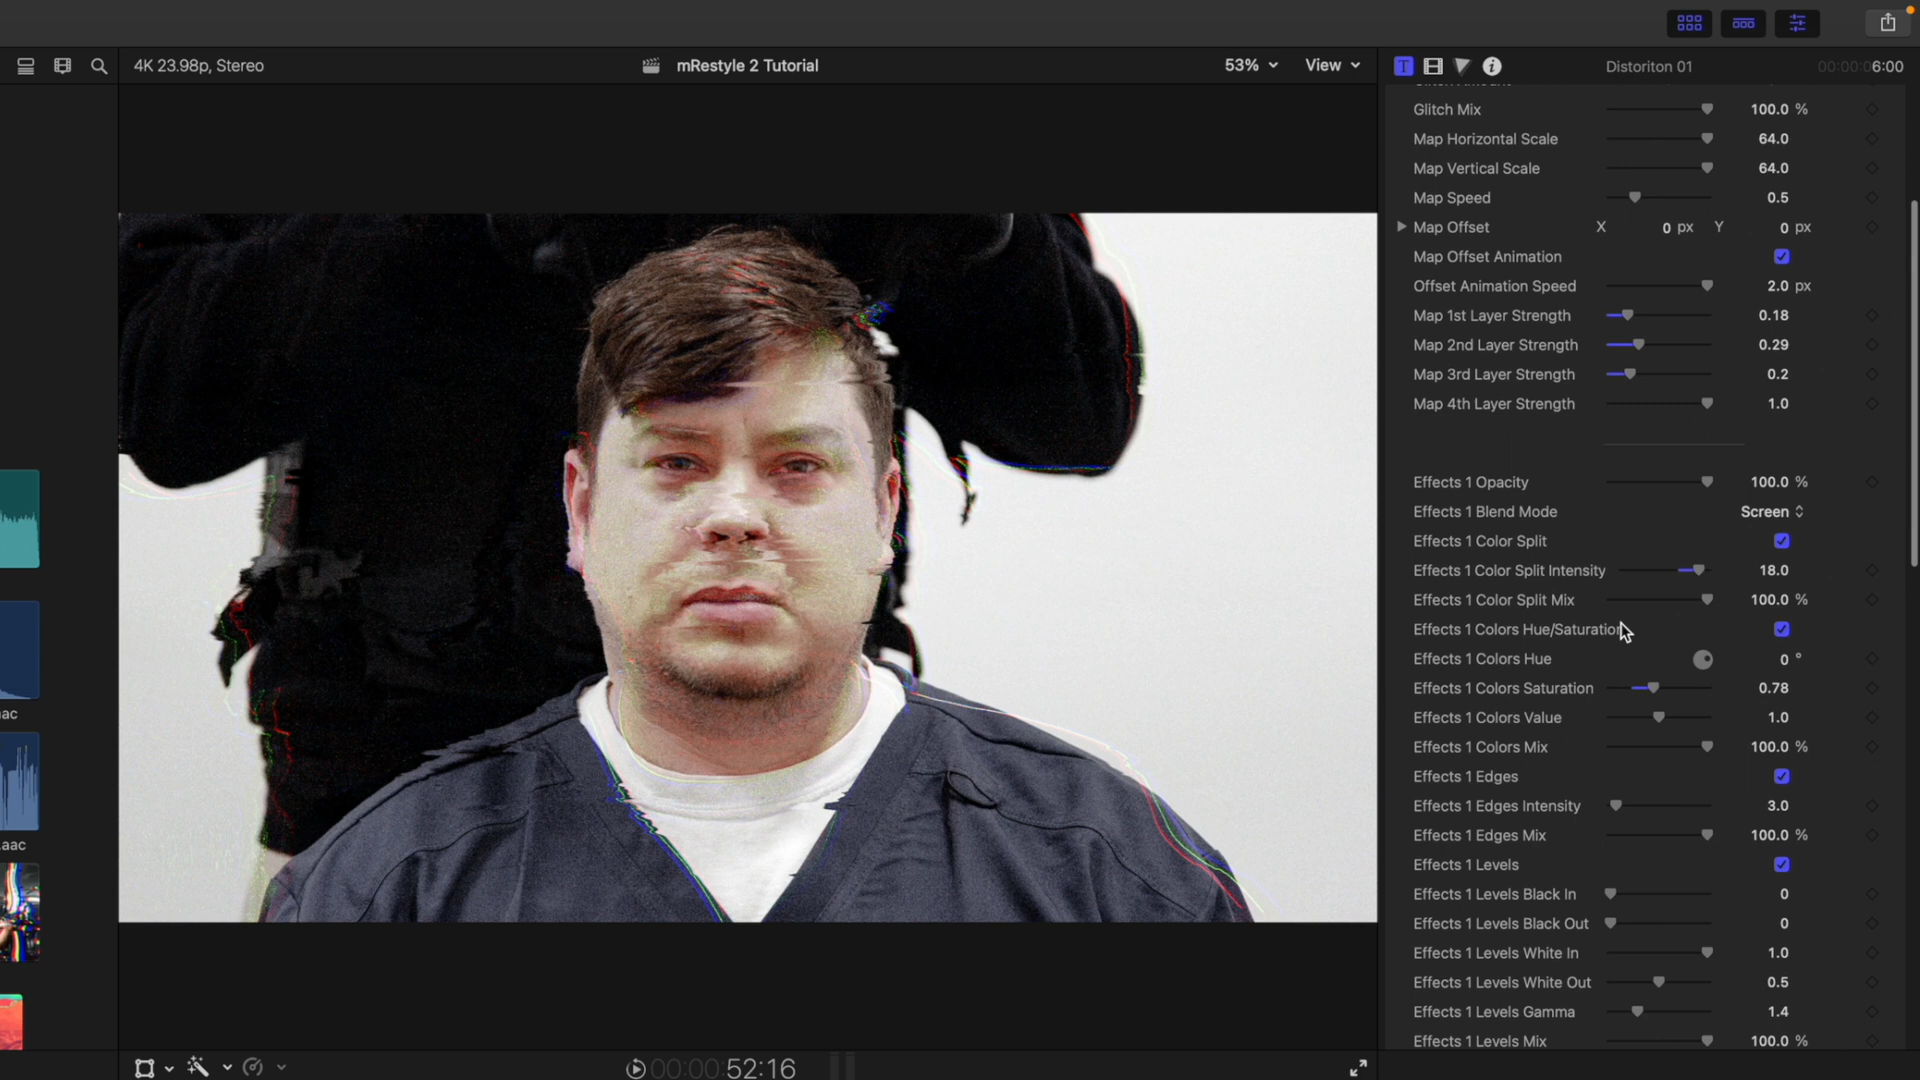 4K 23.98p, Stereo
mRestyle 2 Tutorial
53%
View
Distoriton 01
00:00:06:00
Glitch Mix 100.0 %
Map Horizontal Scale 64.0
Map Vertical Scale 64.0
Map Speed 0.5
Map Offset X 0 px Y 0 px
Map Offset Animation
Offset Animation Speed 2.0 px
Map 1st Layer Strength 0.18
Map 2nd Layer Strength 0.29
Map 3rd Layer Strength 0.2
Map 4th Layer Strength 1.0
Effects 1 Opacity 100.0 %
Effects 1 Blend Mode Screen
Effects 1 Color Split
Effects 1 Color Split Intensity 18.0
Effects 1 Color Split Mix 100.0 %
Effects 1 Colors Hue/Saturation
Effects 1 Colors Hue 0 °
Effects 1 Colors Saturation 0.78
Effects 1 Colors Value 1.0
Effects 1 Colors Mix 100.0 %
Effects 1 Edges
Effects 1 Edges Intensity 3.0
Effects 1 Edges Mix 100.0 %
Effects 1 Levels
Effects 1 Levels Black In 0
Effects 1 Levels Black Out 0
Effects 1 Levels White In 1.0
Effects 1 Levels White Out 0.5
Effects 1 Levels Gamma 1.4
Effects 1 Levels Mix 100.0 %
aac
.aac
00:00:52:16